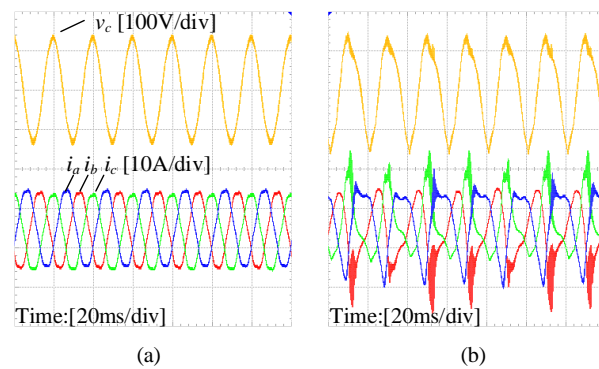 v_c [100V/div]
i_a i_b i_c [10A/div]
Time:[20ms/div]
Time:[20ms/div]
(a)
(b)